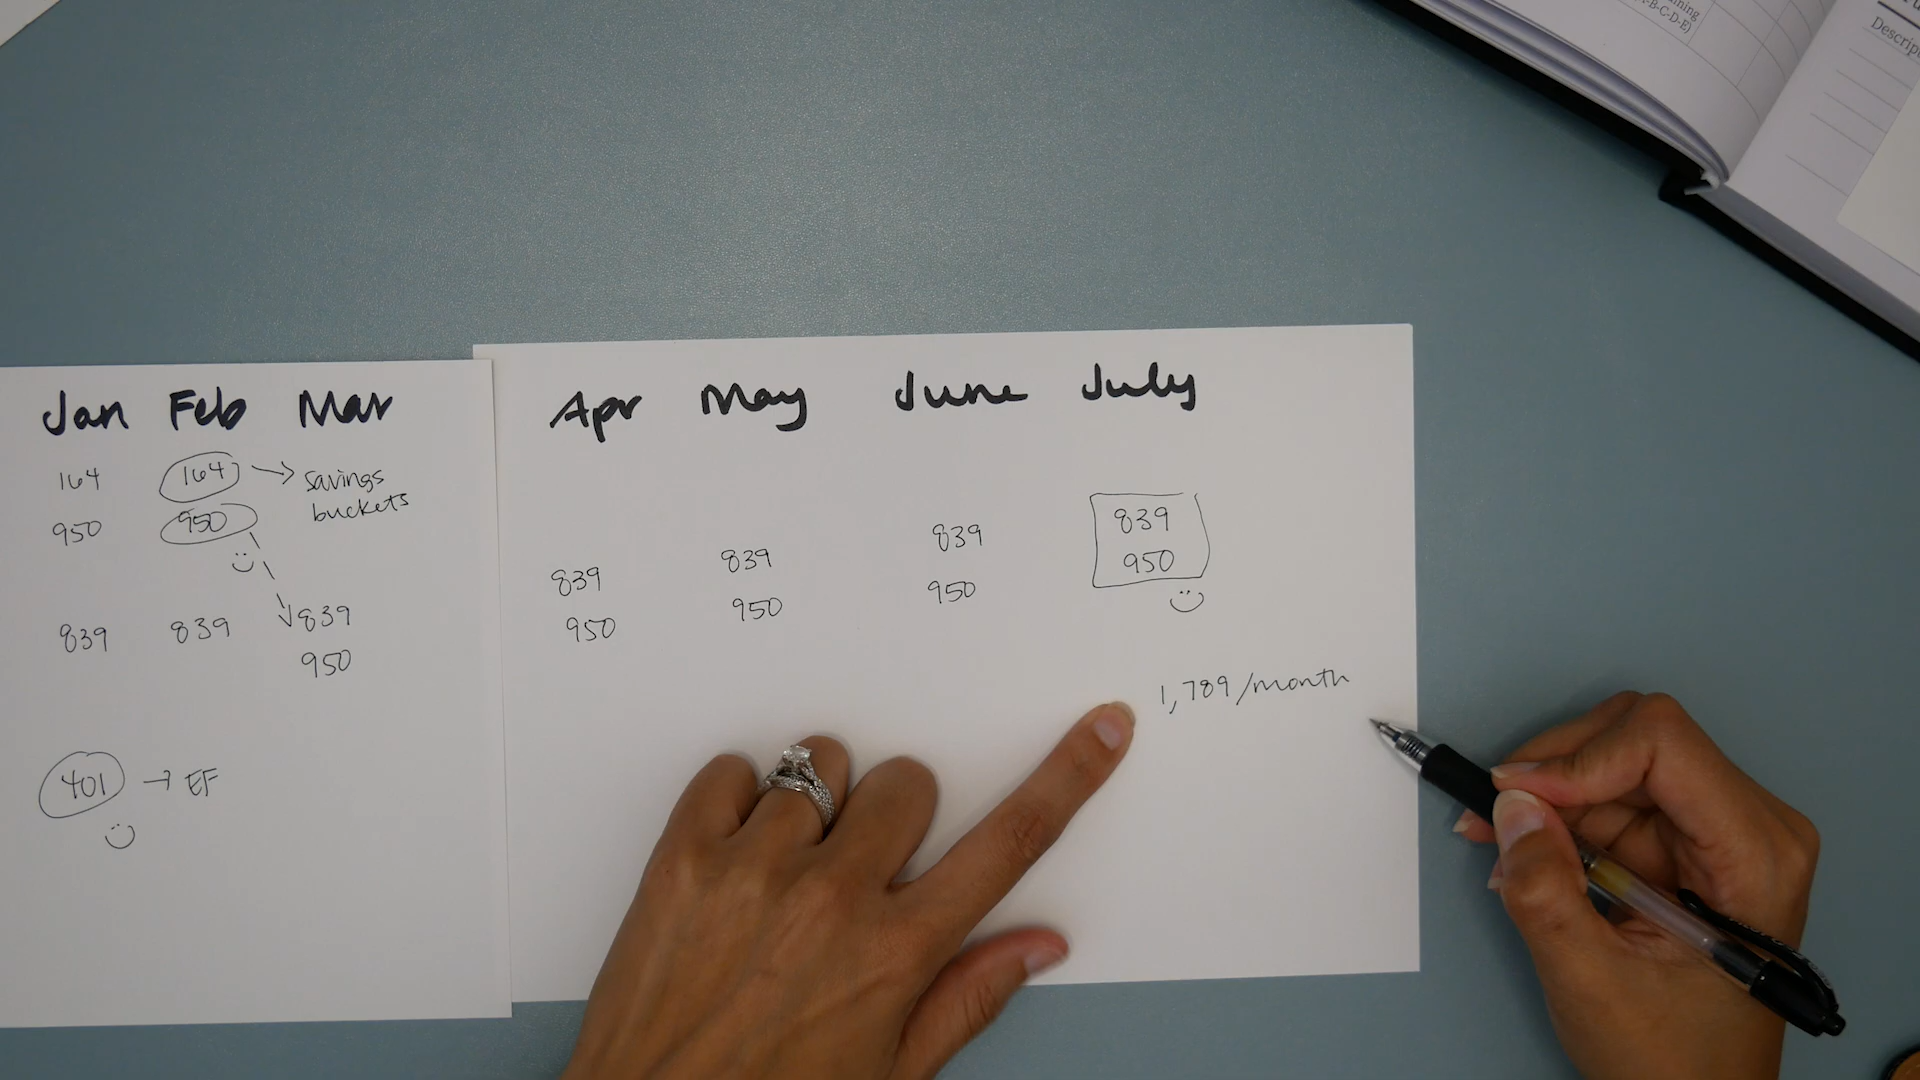 Jan Feb Mar
164 164 → savings
buckets
950 950
839 839 839
950
401 → EF
Apr May June July
839 839 839 839
950 950 950 950
1,789/month
(A-B-C-D-E)